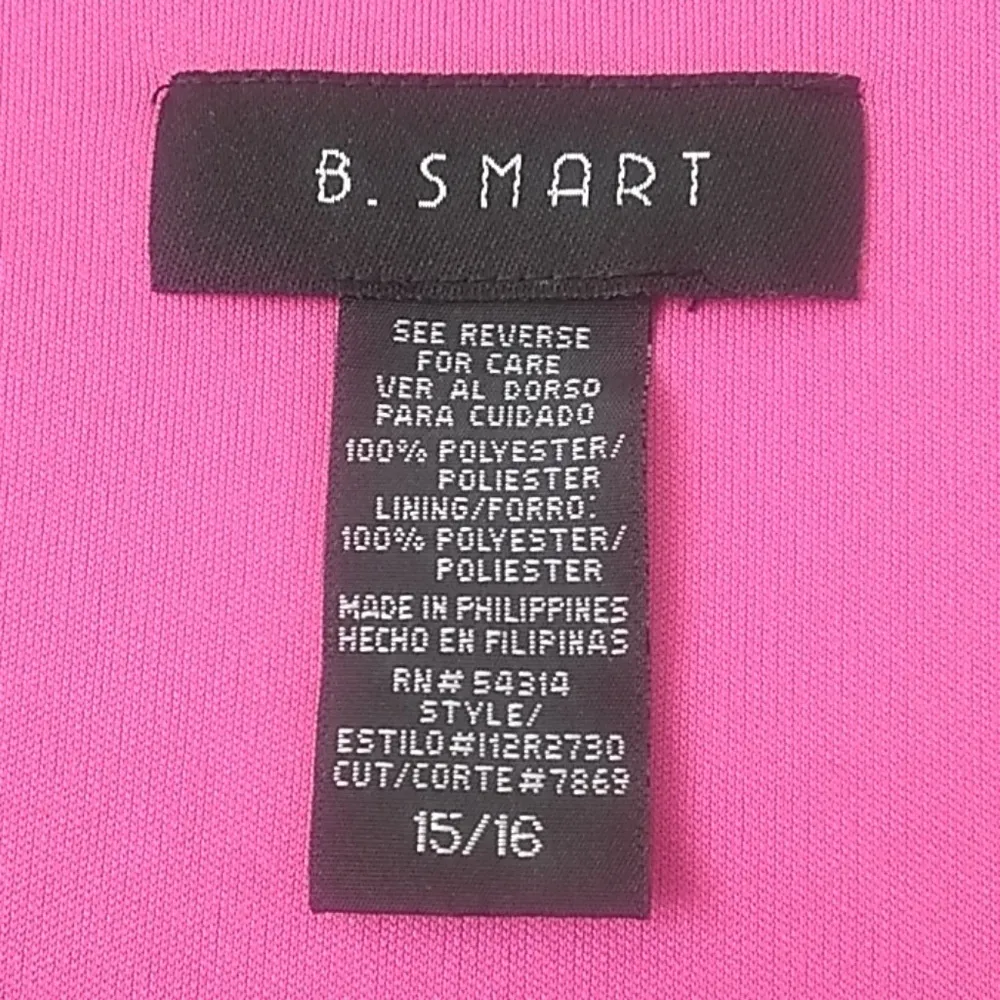 B. SMART
SEE REVERSE
FOR CARE
VER AL DORSO
PARA CUIDADO
100% POLYESTER/
POLIESTER
LINING/FORRO:
100% POLYESTER/
POLIESTER
MADE IN PHILIPPINES
HECHO EN FILIPINAS
RN# 54314
STYLE/
ESTILO#I12R2730
CUT/CORTE#7869
15/16